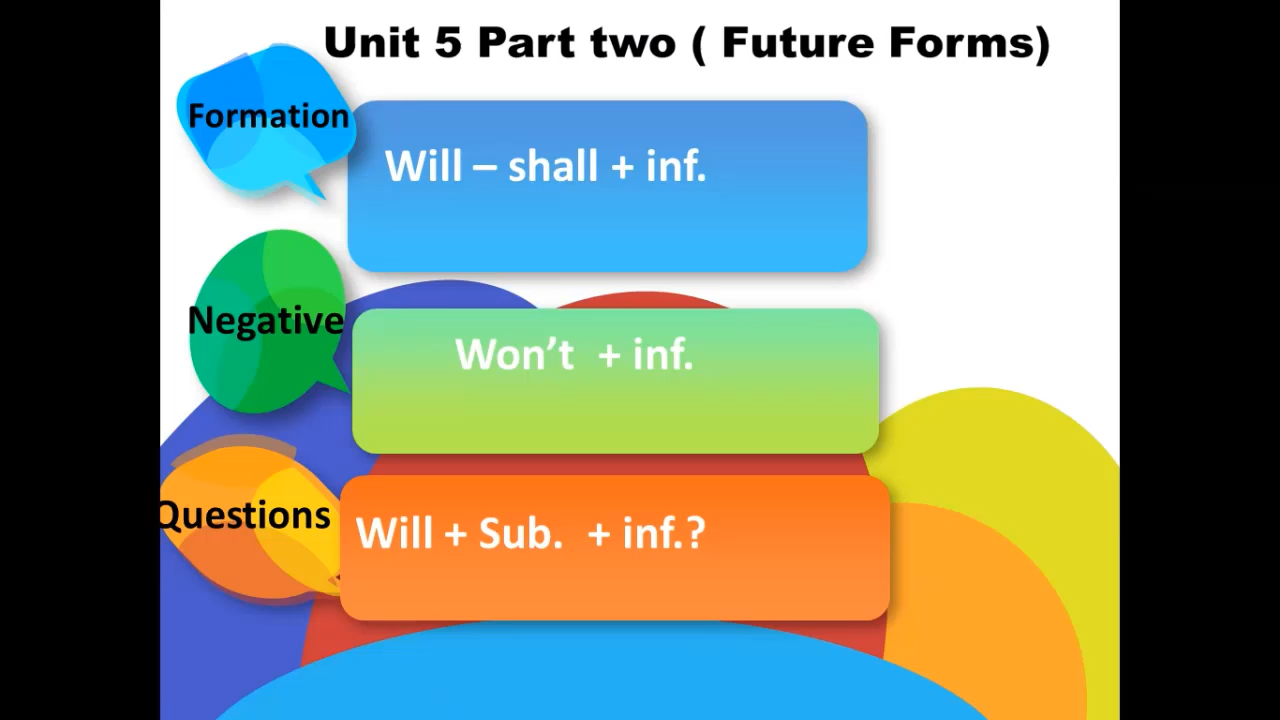 Unit 5 Part two ( Future Forms)
Formation
Will – shall + inf.
Negative
Won’t + inf.
Questions
Will + Sub. + inf.?